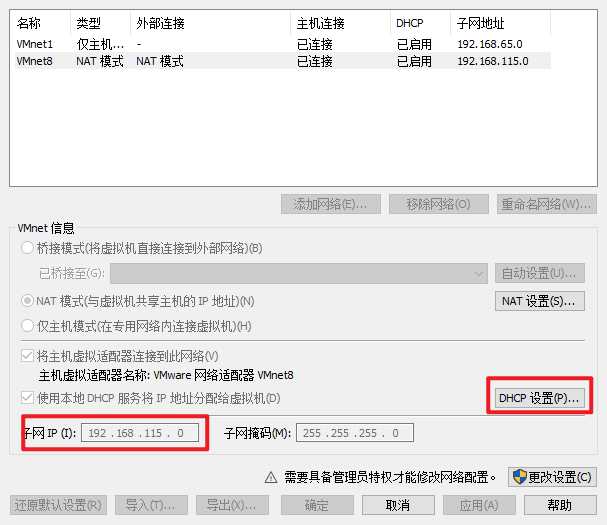 名称 类型 外部连接 主机连接 DHCP 子网地址
VMnet1 仅主机... - 已连接 已启用 192.168.65.0
VMnet8 NAT 模式 NAT 模式 已连接 已启用 192.168.115.0
添加网络(E)... 移除网络(O) 重命名网络(W)...
VMnet 信息
桥接模式(将虚拟机直接连接到外部网络)(B)
已桥接至(G): 自动设置(U)...
NAT 模式(与虚拟机共享主机的 IP 地址)(N) NAT 设置(S)...
仅主机模式(在专用网络内连接虚拟机)(H)
将主机虚拟适配器连接到此网络(V)
主机虚拟适配器名称: VMware 网络适配器 VMnet8
使用本地 DHCP 服务将 IP 地址分配给虚拟机(D) DHCP 设置(P)...
子网 IP (I): 192 . 168 . 115 . 0 子网掩码(M): 255 . 255 . 255 . 0
需要具备管理员特权才能修改网络配置。 更改设置(C)
还原默认设置(R) 导入(T)... 导出(X)... 确定 取消 应用(A) 帮助